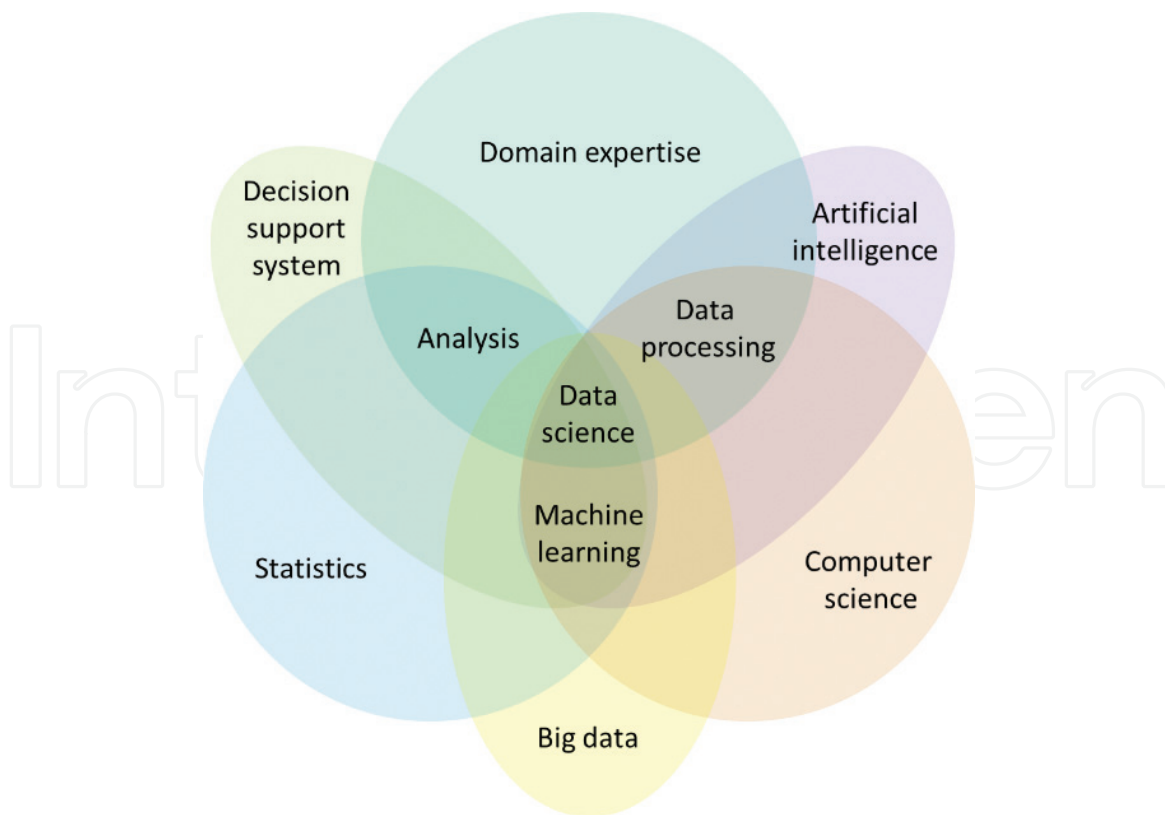 Domain expertise
Decision
support
system
Artificial
intelligence
Analysis
Data
processing
Data
science
Machine
learning
Statistics
Computer
science
Big data